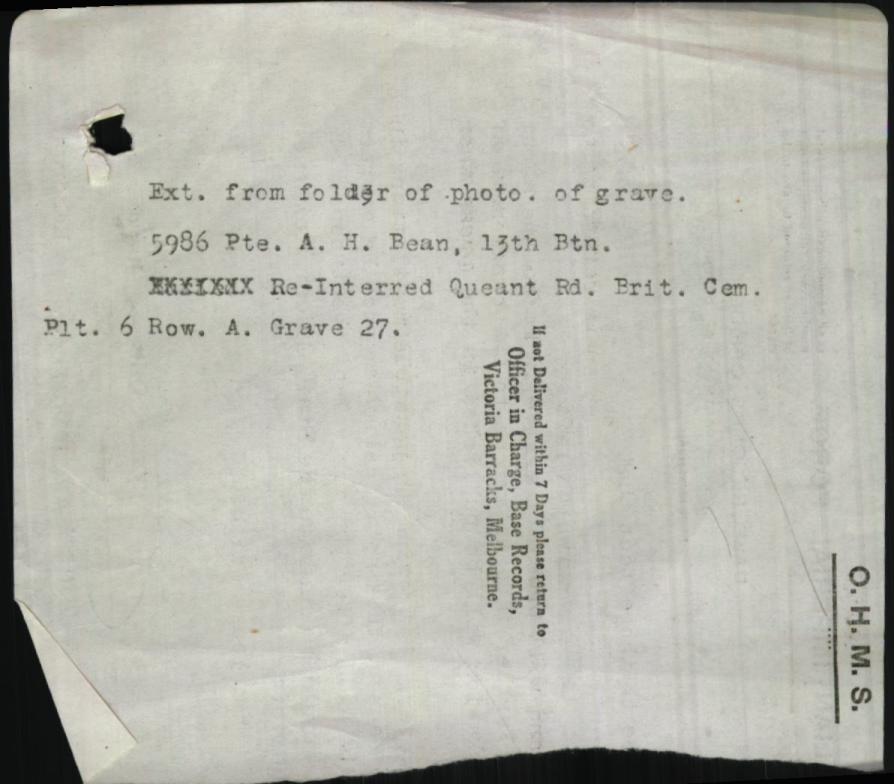 Ext. from folder of photo. of grave.
5986 Pte. A. H. Bean, 13th Btn.
Re-Interred Queant Rd. Brit. Cem.
Plt. 6 Row. A. Grave 27.
If not Delivered within 7 Days please return to
Officer in Charge, Base Records,
Victoria Barracks, Melbourne.
O. H. M. S.